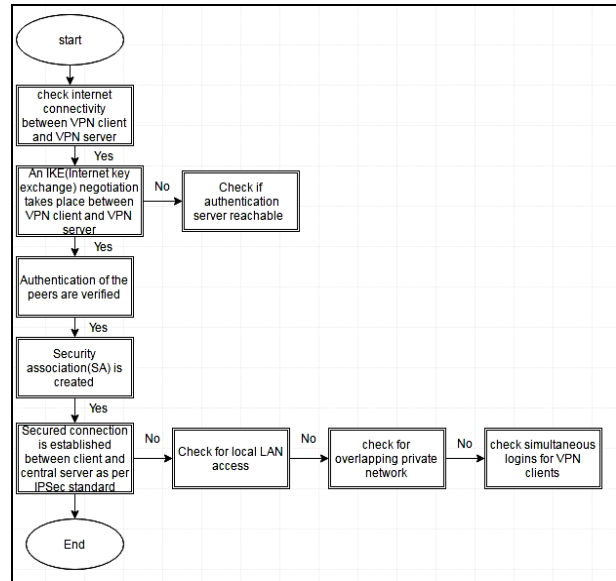 start
check internet
connectivity
between VPN client
and VPN server
Yes
An IKE(Internet key
exchange) negotiation
takes place between
VPN client and VPN
server
No
Check if
authentication
server reachable
Yes
Authentication of the
peers are verified
Yes
Security
association(SA) is
created
Yes
Secured connection
is established
between client and
central server as per
IPSec standard
No
Check for local LAN
access
No
check for
overlapping private
network
No
check simultaneous
logins for VPN
clients
End